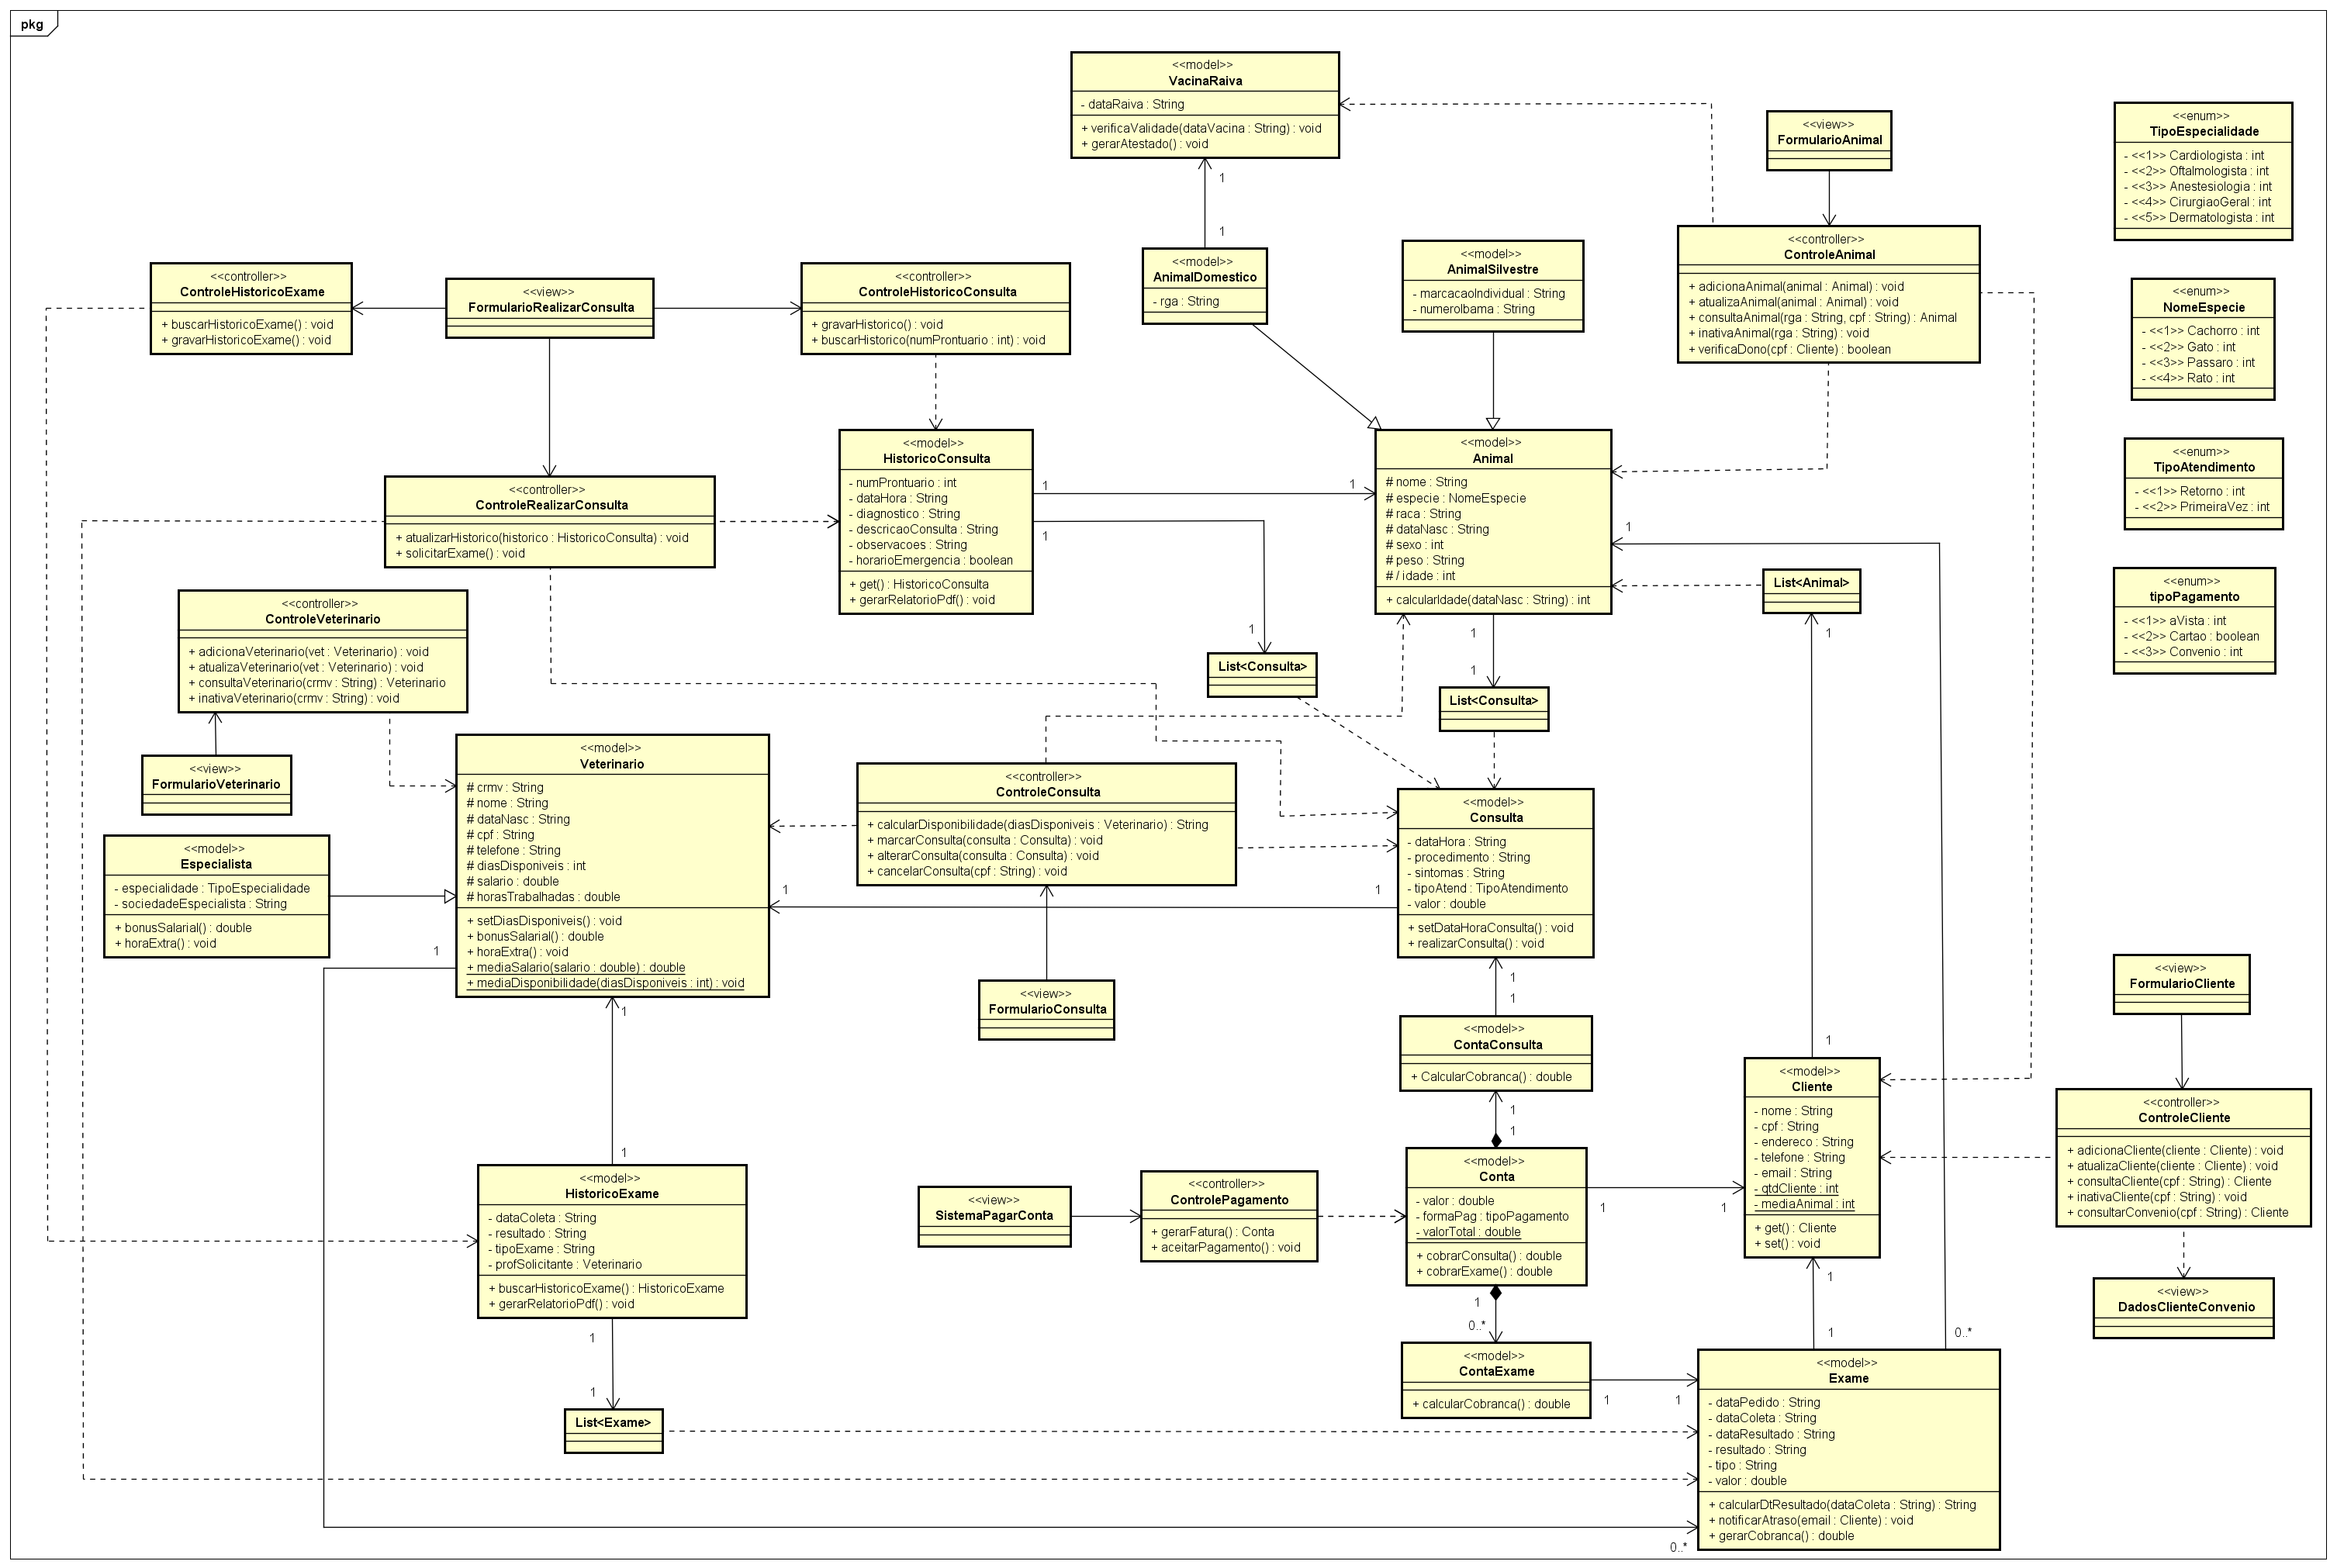 pkg
<<model>>
VacinaRaiva
- dataRaiva : String
+ verificaValidade(dataVacina : String) : void
+ gerarAtestado() : void
1
1
<<view>>
FormularioAnimal
<<enum>>
TipoEspecialidade
- <<1>> Cardiologista : int
- <<2>> Oftalmologista : int
- <<3>> Anestesiologia : int
- <<4>> CirurgiaoGeral : int
- <<5>> Dermatologista : int
<<controller>>
ControleHistoricoExame
+ buscarHistoricoExame() : void
+ gravarHistoricoExame() : void
<<view>>
FormularioRealizarConsulta
<<controller>>
ControleHistoricoConsulta
+ gravarHistorico() : void
+ buscarHistorico(numProntuario : int) : void
<<model>>
AnimalDomestico
- rga : String
<<model>>
AnimalSilvestre
- marcacaoIndividual : String
- numeroIbama : String
<<controller>>
ControleAnimal
+ adicionaAnimal(animal : Animal) : void
+ atualizaAnimal(animal : Animal) : void
+ consultaAnimal(rga : String, cpf : String) : Animal
+ inativaAnimal(rga : String) : void
+ verificaDono(cpf : Cliente) : boolean
<<enum>>
NomeEspecie
- <<1>> Cachorro : int
- <<2>> Gato : int
- <<3>> Passaro : int
- <<4>> Rato : int
<<controller>>
ControleRealizarConsulta
+ atualizarHistorico(historico : HistoricoConsulta) : void
+ solicitarExame() : void
<<model>>
HistoricoConsulta
- numProntuario : int
- dataHora : String
- diagnostico : String
- descricaoConsulta : String
- observacoes : String
- horarioEmergencia : boolean
+ get() : HistoricoConsulta
+ gerarRelatorioPdf() : void
1
1
1
1
<<model>>
Animal
# nome : String
# especie : NomeEspecie
# raca : String
# dataNasc : String
# sexo : int
# peso : String
# / idade : int
+ calcularIdade(dataNasc : String) : int
1
1
1
<<enum>>
TipoAtendimento
- <<1>> Retorno : int
- <<2>> PrimeiraVez : int
List<Animal>
1
<<enum>>
tipoPagamento
- <<1>> aVista : int
- <<2>> Cartao : boolean
- <<3>> Convenio : int
<<controller>>
ControleVeterinario
+ adicionaVeterinario(vet : Veterinario) : void
+ atualizaVeterinario(vet : Veterinario) : void
+ consultaVeterinario(crmv : String) : Veterinario
+ inativaVeterinario(crmv : String) : void
List<Consulta>
List<Consulta>
<<view>>
FormularioVeterinario
<<model>>
Veterinario
# crmv : String
# nome : String
# dataNasc : String
# cpf : String
# telefone : String
# diasDisponiveis : int
# salario : double
# horasTrabalhadas : double
+ setDiasDisponiveis() : void
+ bonusSalarial() : double
+ horaExtra() : void
+ mediaSalario(salario : double) : double
+ mediaDisponibilidade(diasDisponiveis : int) : void
<<controller>>
ControleConsulta
+ calcularDisponibilidade(diasDisponiveis : Veterinario) : String
+ marcarConsulta(consulta : Consulta) : void
+ alterarConsulta(consulta : Consulta) : void
+ cancelarConsulta(cpf : String) : void
<<model>>
Consulta
- dataHora : String
- procedimento : String
- sintomas : String
- tipoAtend : TipoAtendimento
- valor : double
+ setDataHoraConsulta() : void
+ realizarConsulta() : void
1
1
<<model>>
Especialista
- especialidade : TipoEspecialidade
- sociedadeEspecialista : String
+ bonusSalarial() : double
+ horaExtra() : void
1
<<view>>
FormularioConsulta
1
1
<<model>>
ContaConsulta
+ CalcularCobranca() : double
1
1
<<view>>
FormularioCliente
1
1
1
<<model>>
Cliente
- nome : String
- cpf : String
- endereco : String
- telefone : String
- email : String
- qtdCliente : int
- mediaAnimal : int
+ get() : Cliente
+ set() : void
<<controller>>
ControleCliente
+ adicionaCliente(cliente : Cliente) : void
+ atualizaCliente(cliente : Cliente) : void
+ consultaCliente(cpf : String) : Cliente
+ inativaCliente(cpf : String) : void
+ consultarConvenio(cpf : String) : Cliente
<<model>>
HistoricoExame
- dataColeta : String
- resultado : String
- tipoExame : String
- profSolicitante : Veterinario
+ buscarHistoricoExame() : HistoricoExame
+ gerarRelatorioPdf() : void
<<view>>
SistemaPagarConta
<<controller>>
ControlePagamento
+ gerarFatura() : Conta
+ aceitarPagamento() : void
<<model>>
Conta
- valor : double
- formaPag : tipoPagamento
- valorTotal : double
+ cobrarConsulta() : double
+ cobrarExame() : double
1
1
1
0..*
1
1
0..*
<<view>>
DadosClienteConvenio
1
1
List<Exame>
<<model>>
ContaExame
+ calcularCobranca() : double
1
1
<<model>>
Exame
- dataPedido : String
- dataColeta : String
- dataResultado : String
- resultado : String
- tipo : String
- valor : double
+ calcularDtResultado(dataColeta : String) : String
+ notificarAtraso(email : Cliente) : void
+ gerarCobranca() : double
0..*